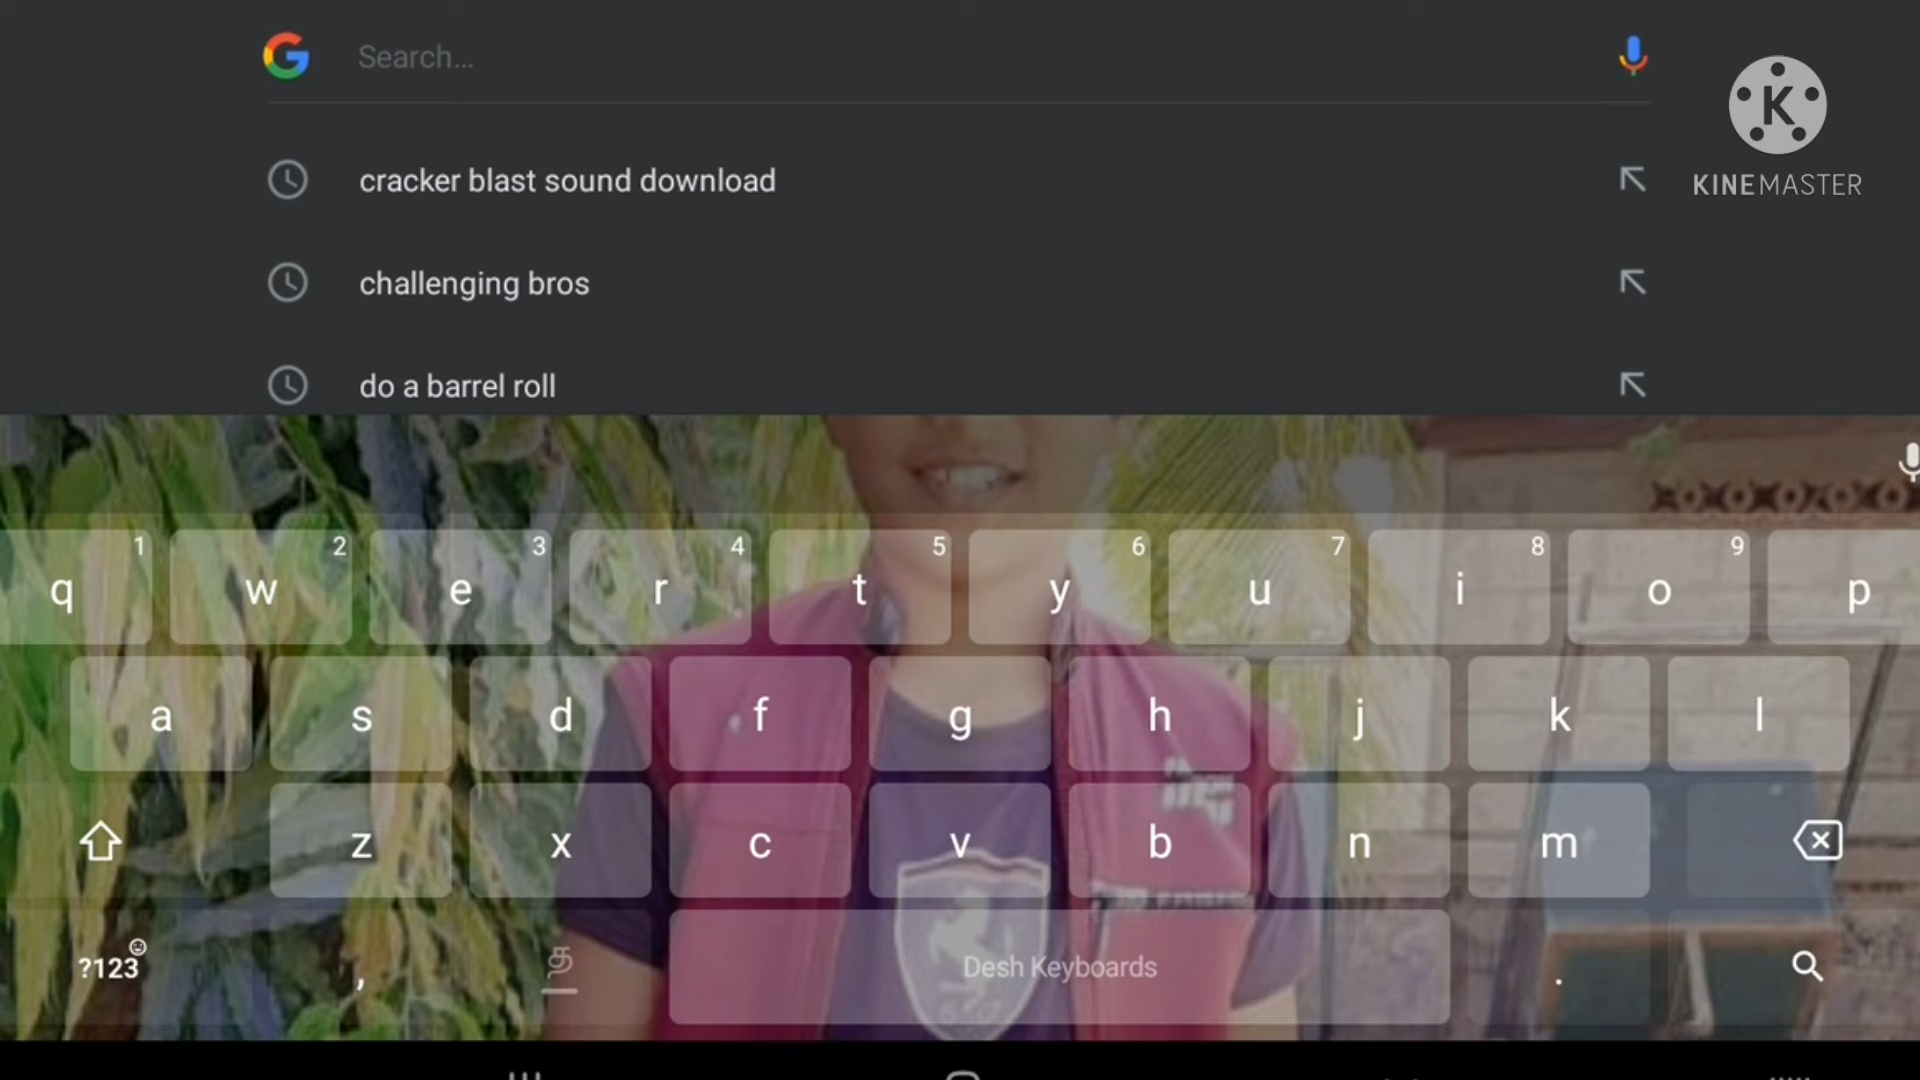 Search...
K
KINEMASTER
cracker blast sound download
challenging bros
do a barrel roll
1 2 3 4 5 6 7 8 9
q w e r t y u i o p
a s d f g h j k l
z x c v b n m
?123 , த Desh Keyboards .